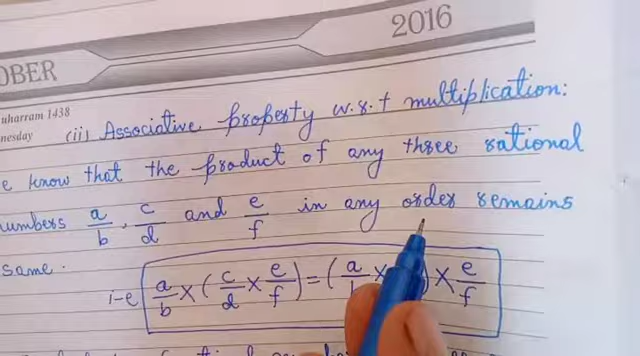 OBER
2016
uharram 1438
nesday
(ii) Associative property w.r.t multiplication:
e know that the product of any three rational
numbers a/b, c/d and e/f in any order remains
same.
i-e a/b × (c/d × e/f) = (a/b × ) × e/f